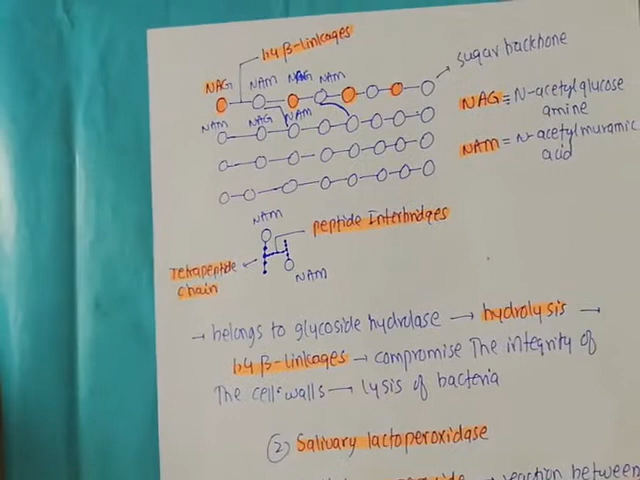 1,4 β-linkages
sugar backbone
NAG NAM NAG NAM
NAM NAG NAM
NAG = N-acetyl glucose
amine
NAM = N-acetylmuramic
acid
NAM
peptide Interbridges
Tetrapeptide
chain
NAM
→ belongs to glycoside hydrolase → hydrolysis →
1,4 β-linkages → compromise The integrity of
The cell walls → lysis of bacteria
② Salivary lactoperoxidase
→ reaction between